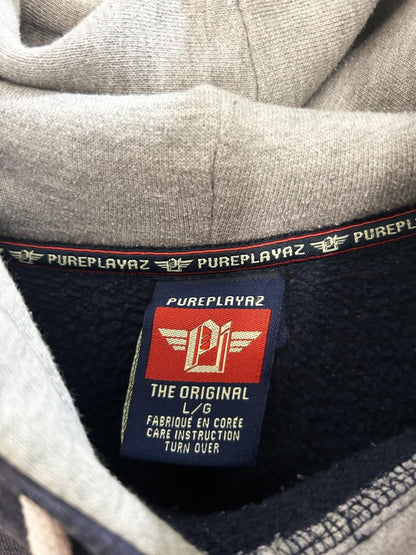 PUREPLAYAZ PUREPLAYAZ PUREPL
PUREPLAYAZ
THE ORIGINAL
L/G
FABRIQUÉ EN CORÉE
CARE INSTRUCTION
TURN OVER